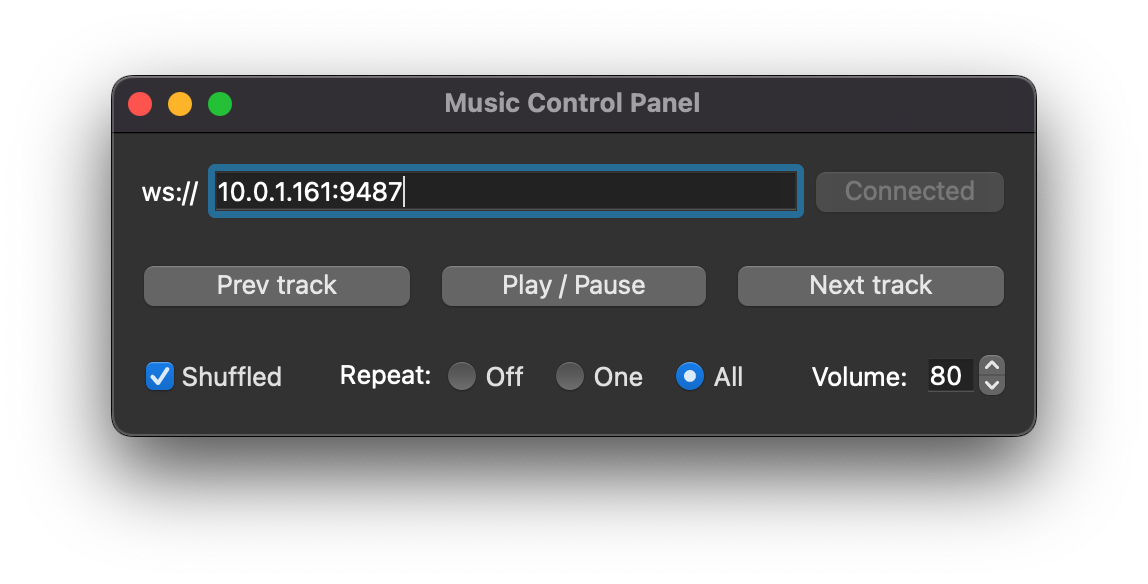 Music Control Panel
ws:// 10.0.1.161:9487 Connected
Prev track Play / Pause Next track
Shuffled Repeat: Off One All Volume: 80